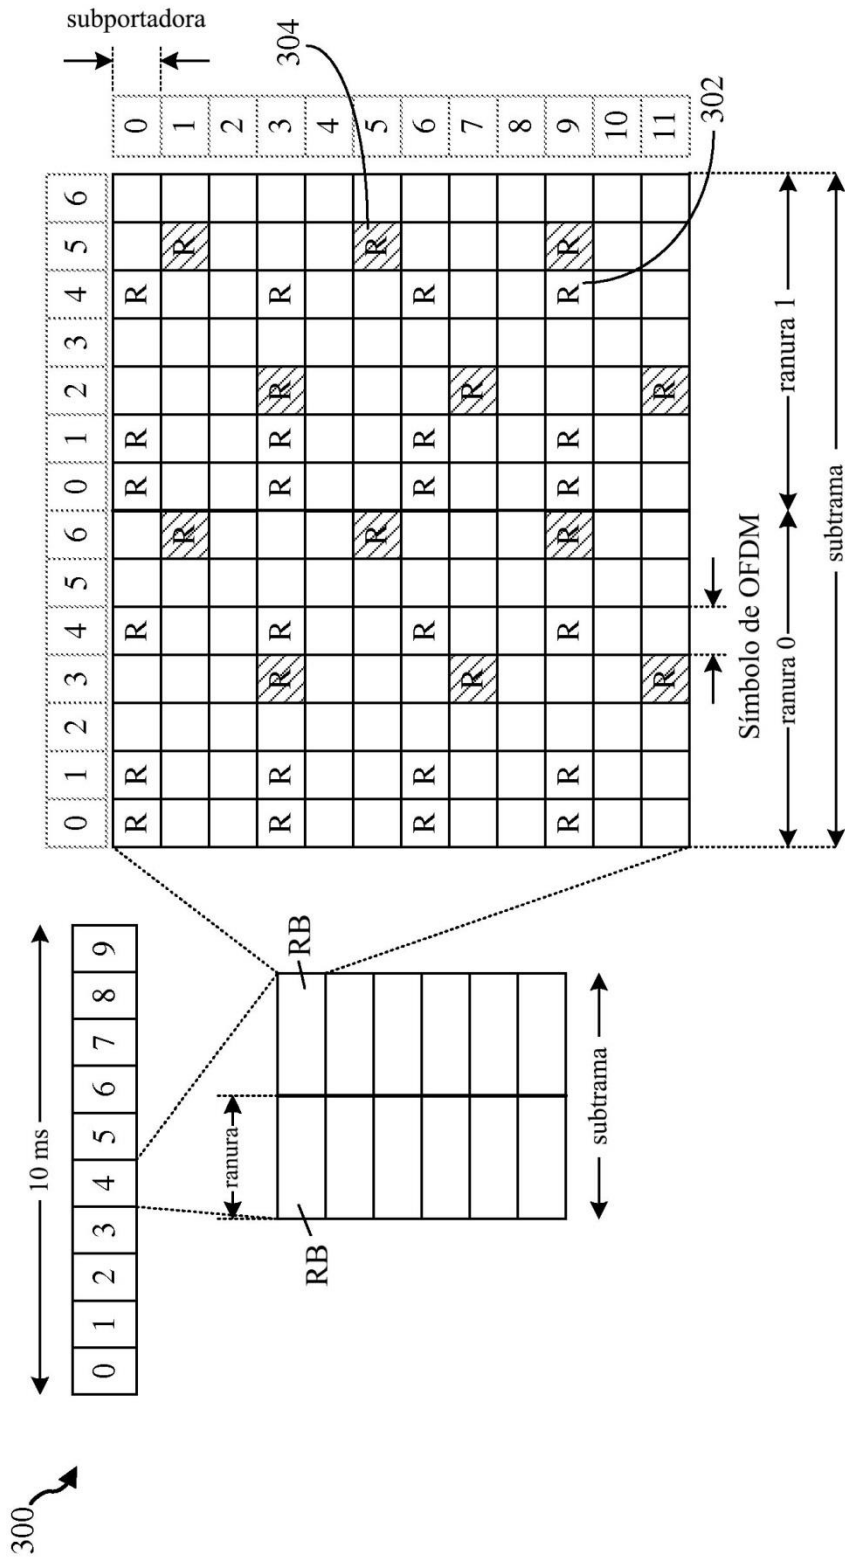 300
10 ms
0 1 2 3 4 5 6 7 8 9
ranura
RB
RB
subtrama
subportadora
0 1 2 3 4 5 6 0 1 2 3 4 5 6
R R R R R R 0
R R 1
2
R R R R R R R R 3
4
R R 5
R R R R R R 6
R R 7
8
R R R R R R R R 9
10
R R 11
304
302
Símbolo de OFDM
ranura 0
ranura 1
subtrama